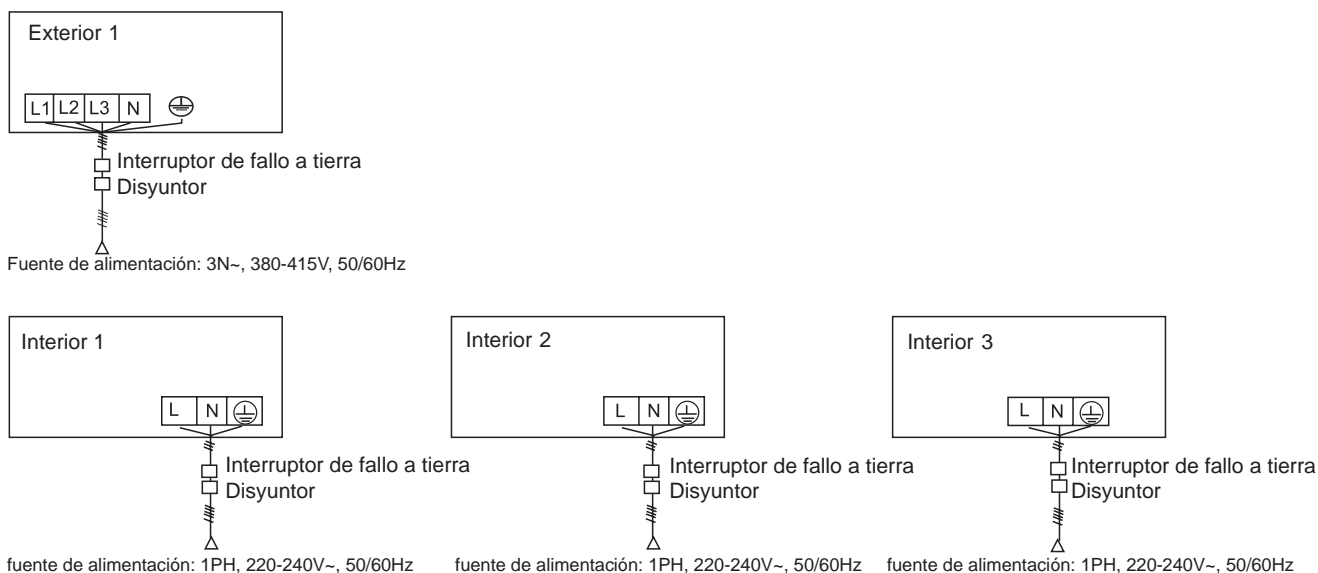 Exterior 1
L1 L2 L3 N
Interruptor de fallo a tierra
Disyuntor
Fuente de alimentación: 3N~, 380-415V, 50/60Hz
Interior 1
L N
Interruptor de fallo a tierra
Disyuntor
fuente de alimentación: 1PH, 220-240V~, 50/60Hz
Interior 2
L N
Interruptor de fallo a tierra
Disyuntor
fuente de alimentación: 1PH, 220-240V~, 50/60Hz
Interior 3
L N
Interruptor de fallo a tierra
Disyuntor
fuente de alimentación: 1PH, 220-240V~, 50/60Hz